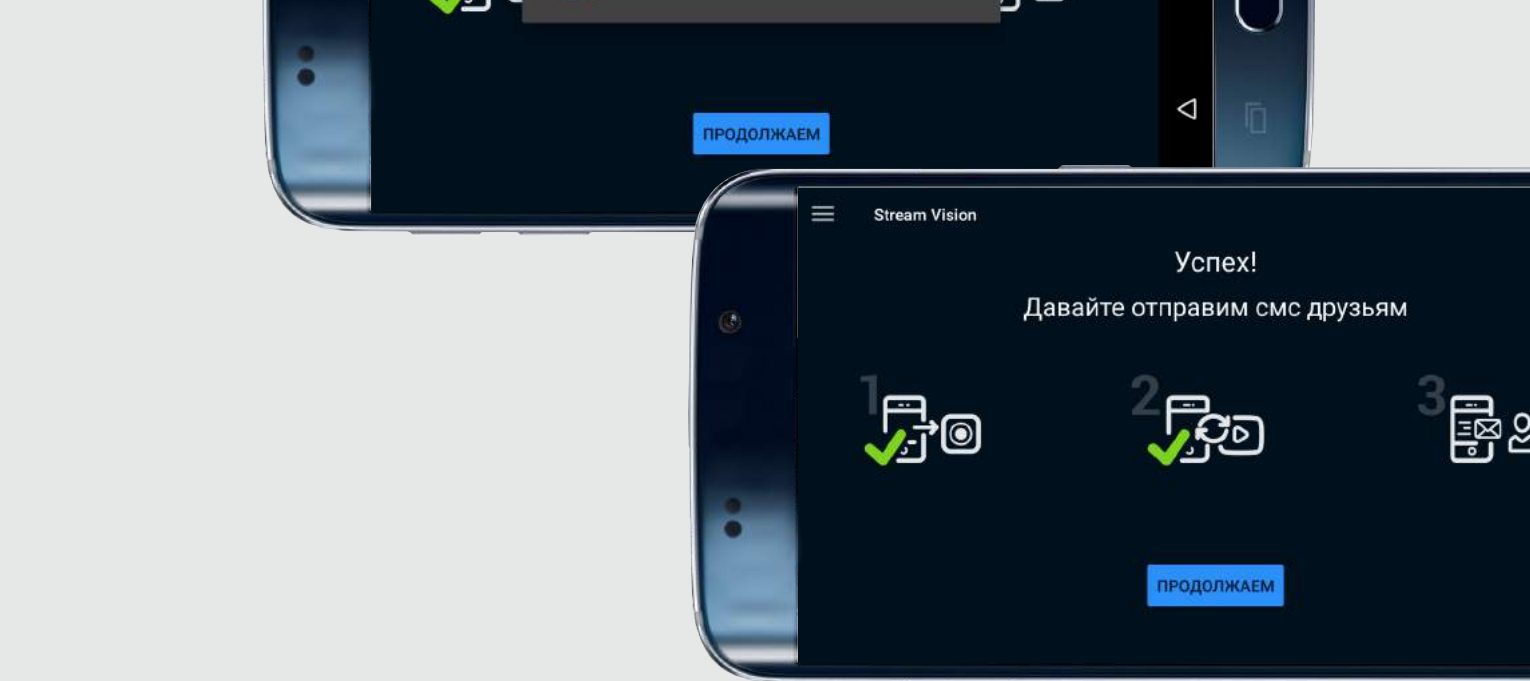 ПРОДОЛЖАЕМ
Stream Vision
Успех!
Давайте отправим смс друзьям
1
2
3
ПРОДОЛЖАЕМ